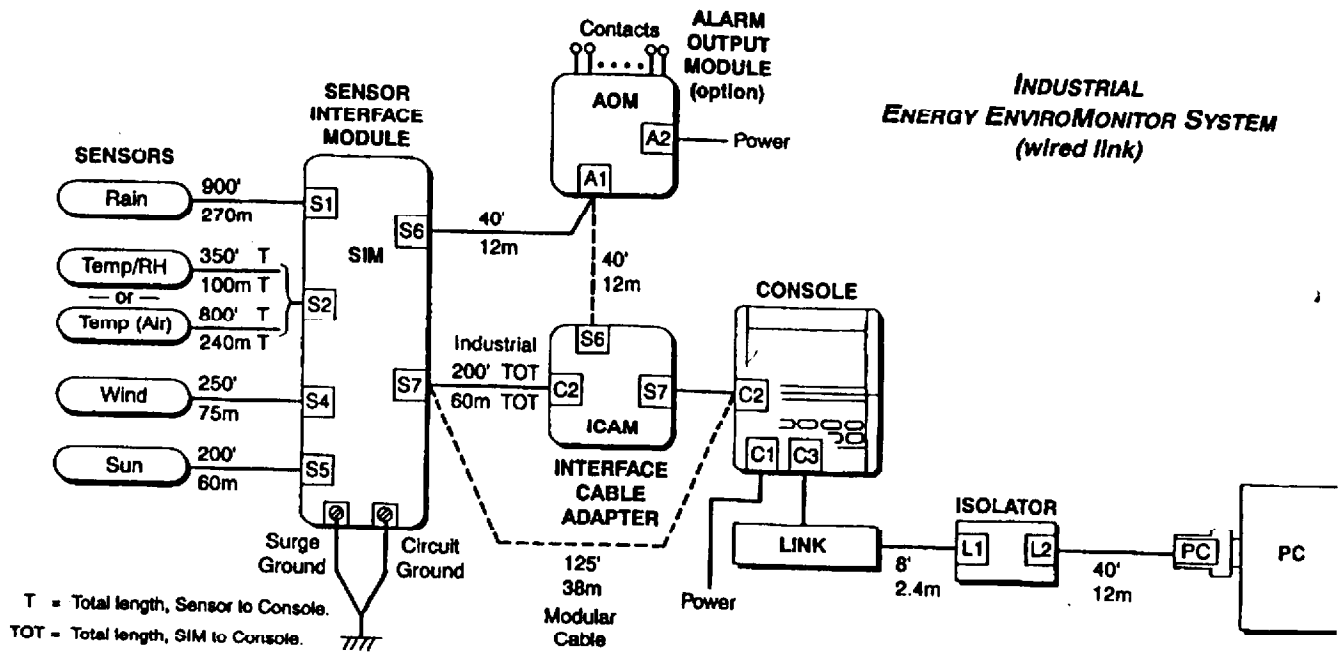 INDUSTRIAL
ENERGY ENVIROMONITOR SYSTEM
(wired link)
Contacts
ALARM
OUTPUT
MODULE
(option)
AOM
A2
Power
A1
SENSOR
INTERFACE
MODULE
SENSORS
Rain
900'
270m
S1
Temp/RH
350' T
100m T
or
Temp (Air)
800' T
240m T
S2
Wind
250'
75m
S4
Sun
200'
60m
S5
SIM
S6
S7
Surge
Ground
Circuit
Ground
40'
12m
40'
12m
Industrial
200' TOT
60m TOT
S6
C2
S7
ICAM
INTERFACE
CABLE
ADAPTER
125'
38m
Modular
Cable
CONSOLE
C2
C1
C3
Power
LINK
8'
2.4m
ISOLATOR
L1
L2
40'
12m
PC
PC
T = Total length, Sensor to Console.
TOT = Total length, SIM to Console.